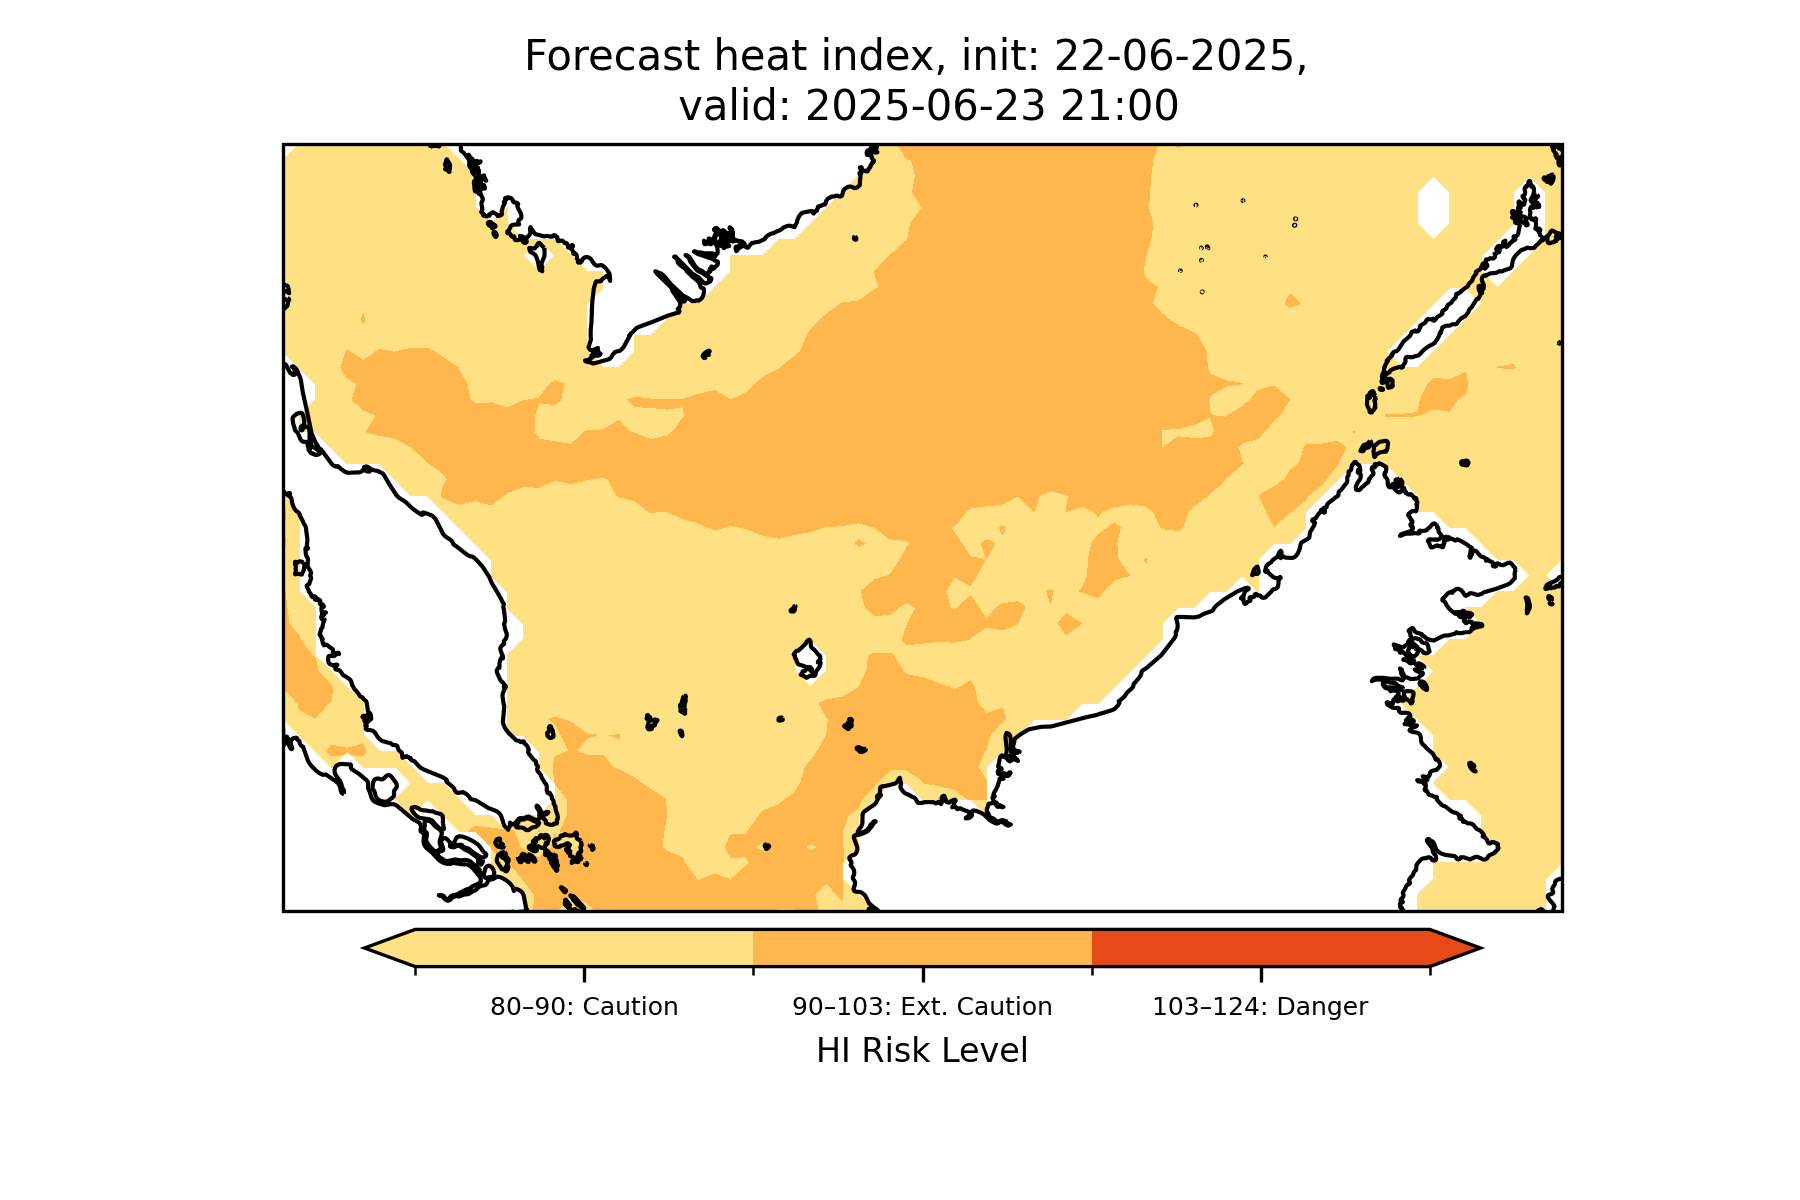 Forecast heat index, init: 22-06-2025,
valid: 2025-06-23 21:00
80–90: Caution
90–103: Ext. Caution
103–124: Danger
HI Risk Level